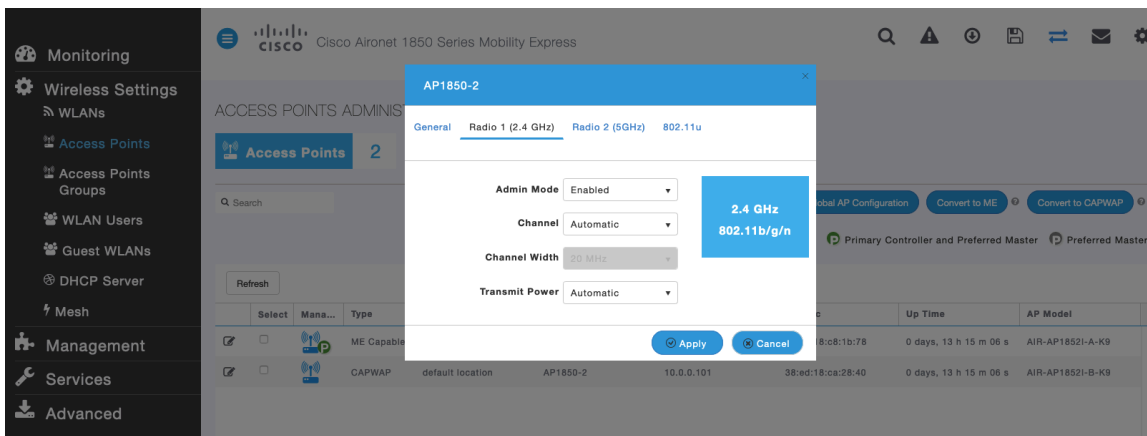 Monitoring
Wireless Settings
WLANs
Access Points
Access Points
Groups
WLAN Users
Guest WLANs
DHCP Server
Mesh
Management
Services
Advanced
CISCO Cisco Aironet 1850 Series Mobility Express
ACCESS POINTS ADMINIS
Access Points 2
Search
Refresh
AP1850-2
General Radio 1 (2.4 GHz) Radio 2 (5GHz) 802.11u
Admin Mode Enabled
Channel Automatic
Channel Width 20 MHz
Transmit Power Automatic
2.4 GHz
802.11b/g/n
Apply Cancel
obal AP Configuration Convert to ME Convert to CAPWAP
P Primary Controller and Preferred Master P Preferred Master
Select Mana... Type Up Time AP Model
P ME Capable 8:c8:1b:78 0 days, 13 h 15 m 06 s AIR-AP1852I-A-K9
CAPWAP default location AP1850-2 10.0.0.101 38:ed:18:ca:28:40 0 days, 13 h 15 m 06 s AIR-AP1852I-B-K9